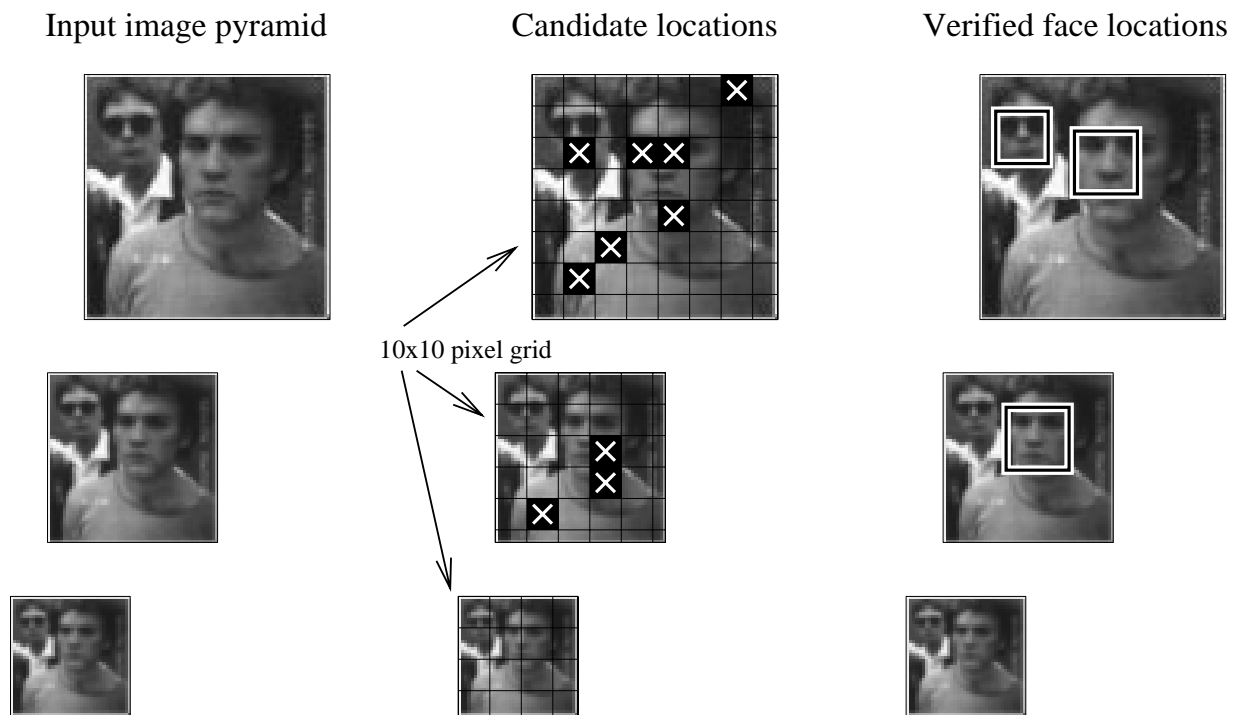 Input image pyramid
Candidate locations
Verified face locations
10x10 pixel grid